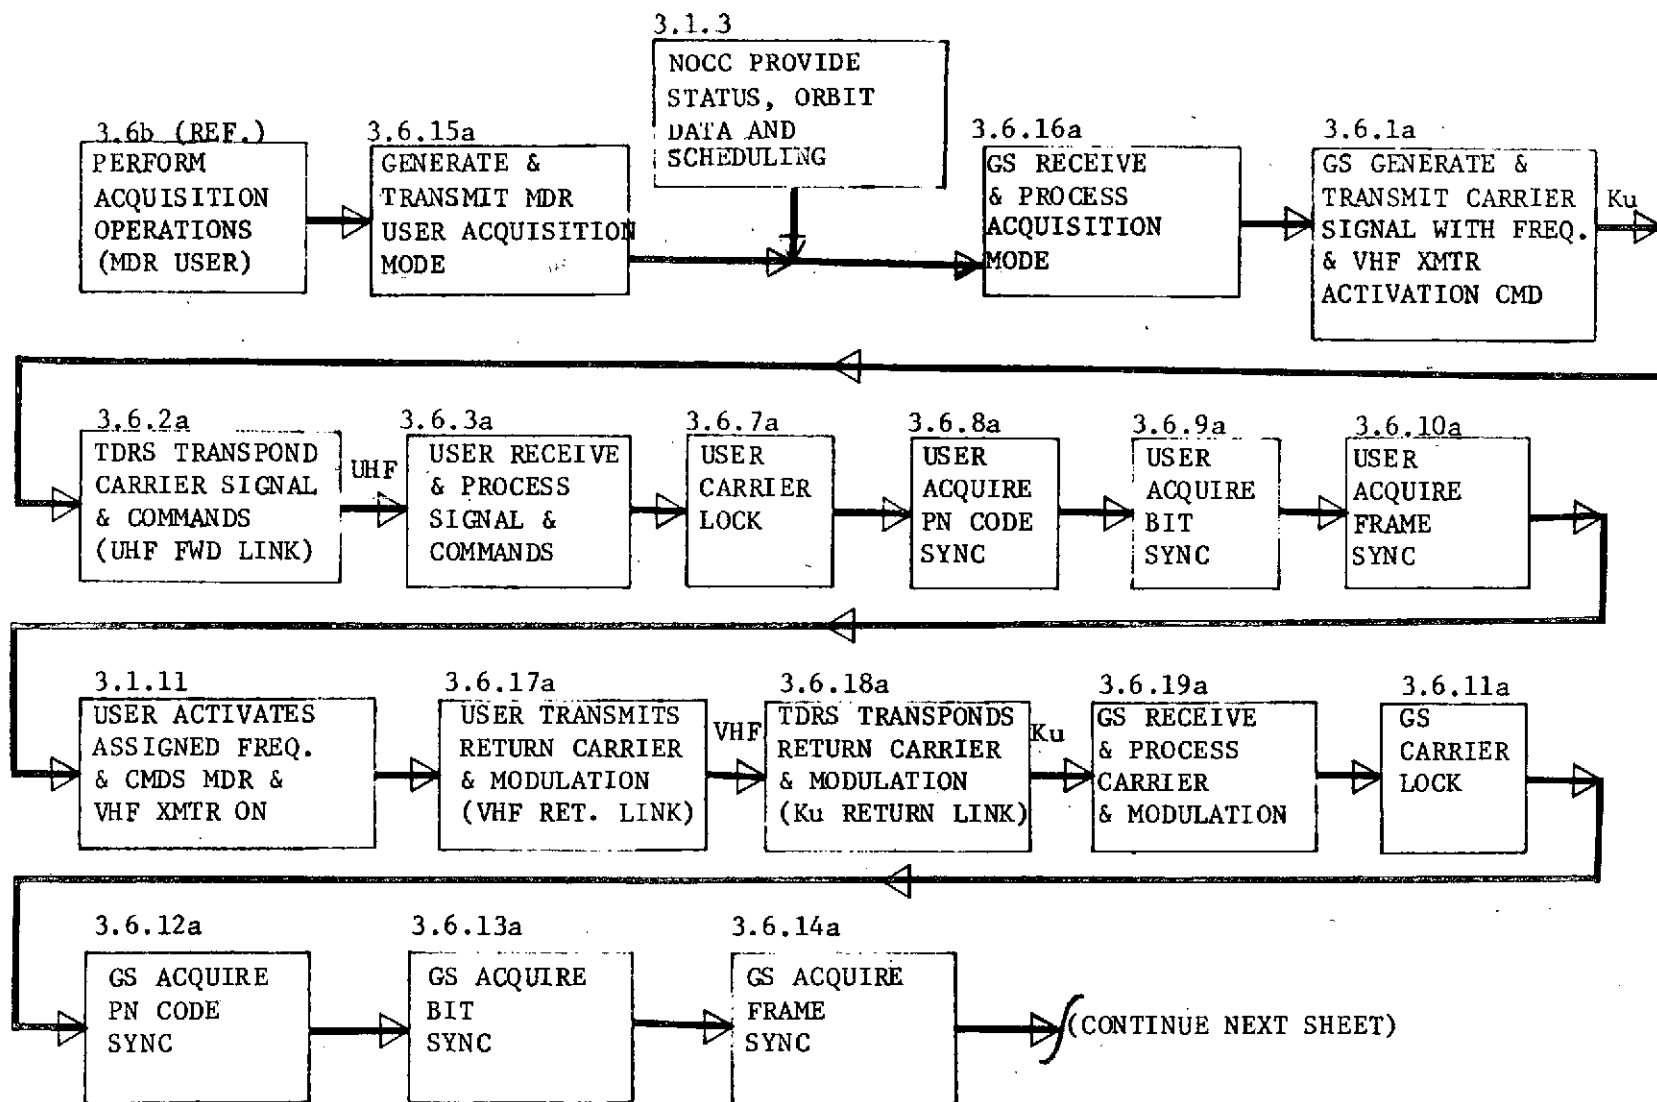 3.1.3
NOCC PROVIDE
STATUS, ORBIT
DATA AND
SCHEDULING
3.6b (REF.)
PERFORM
ACQUISITION
OPERATIONS
(MDR USER)
3.6.15a
GENERATE &
TRANSMIT MDR
USER ACQUISITION
MODE
3.6.16a
GS RECEIVE
& PROCESS
ACQUISITION
MODE
3.6.1a
GS GENERATE &
TRANSMIT CARRIER
SIGNAL WITH FREQ.
& VHF XMTR
ACTIVATION CMD
Ku
3.6.2a
TDRS TRANSPOND
CARRIER SIGNAL
& COMMANDS
(UHF FWD LINK)
UHF
3.6.3a
USER RECEIVE
& PROCESS
SIGNAL &
COMMANDS
3.6.7a
USER
CARRIER
LOCK
3.6.8a
USER
ACQUIRE
PN CODE
SYNC
3.6.9a
USER
ACQUIRE
BIT
SYNC
3.6.10a
USER
ACQUIRE
FRAME
SYNC
3.1.11
USER ACTIVATES
ASSIGNED FREQ.
& CMDS MDR &
VHF XMTR ON
3.6.17a
USER TRANSMITS
RETURN CARRIER
& MODULATION
(VHF RET. LINK)
VHF
3.6.18a
TDRS TRANSPONDS
RETURN CARRIER
& MODULATION
(Ku RETURN LINK)
Ku
3.6.19a
GS RECEIVE
& PROCESS
CARRIER
& MODULATION
3.6.11a
GS
CARRIER
LOCK
3.6.12a
GS ACQUIRE
PN CODE
SYNC
3.6.13a
GS ACQUIRE
BIT
SYNC
3.6.14a
GS ACQUIRE
FRAME
SYNC
(CONTINUE NEXT SHEET)